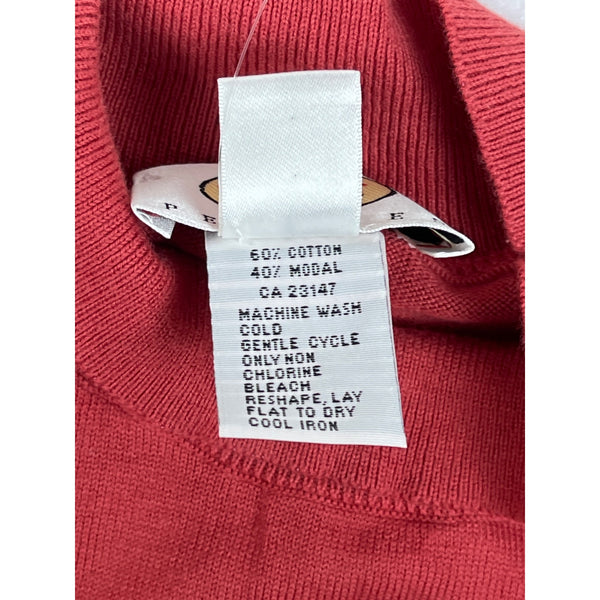 60% COTTON
40% MODAL
CA 23147
MACHINE WASH
COLD
GENTLE CYCLE
ONLY NON
CHLORINE
BLEACH
RESHAPE, LAY
FLAT TO DRY
COOL IRON